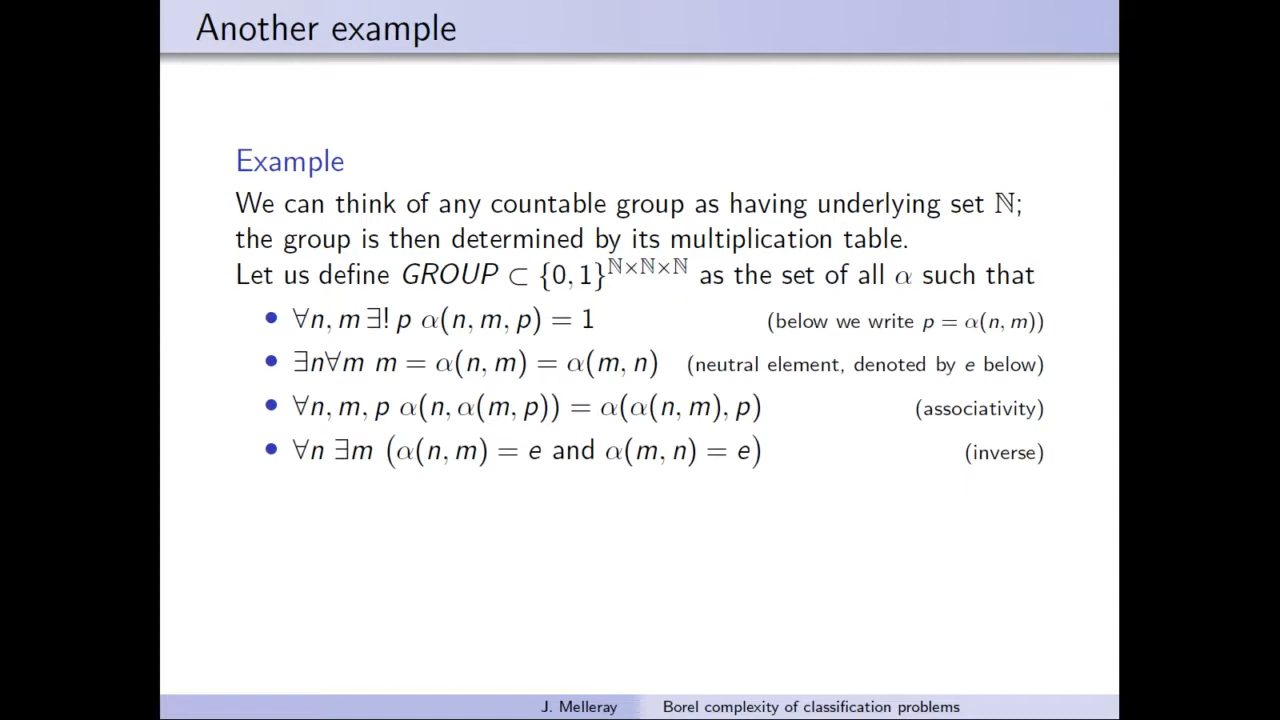 Another example
Example
We can think of any countable group as having underlying set ℕ;
the group is then determined by its multiplication table.
Let us define GROUP ⊂ {0, 1}^{ℕ×ℕ×ℕ} as the set of all α such that
• ∀n, m ∃! p α(n, m, p) = 1 (below we write p = α(n, m))
• ∃n∀m m = α(n, m) = α(m, n) (neutral element, denoted by e below)
• ∀n, m, p α(n, α(m, p)) = α(α(n, m), p) (associativity)
• ∀n ∃m (α(n, m) = e and α(m, n) = e) (inverse)
J. Melleray Borel complexity of classification problems